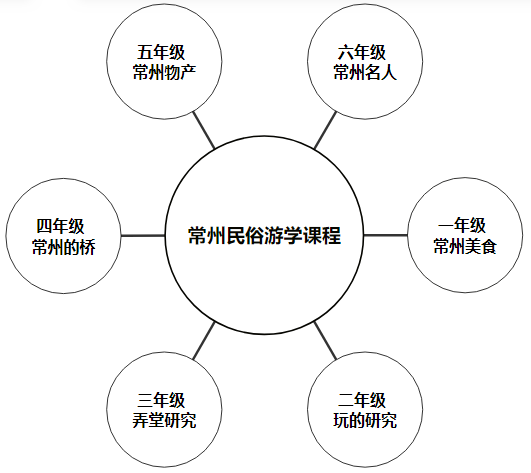 五年级
常州物产
六年级
常州名人
四年级
常州的桥
常州民俗游学课程
一年级
常州美食
三年级
弄堂研究
二年级
玩的研究